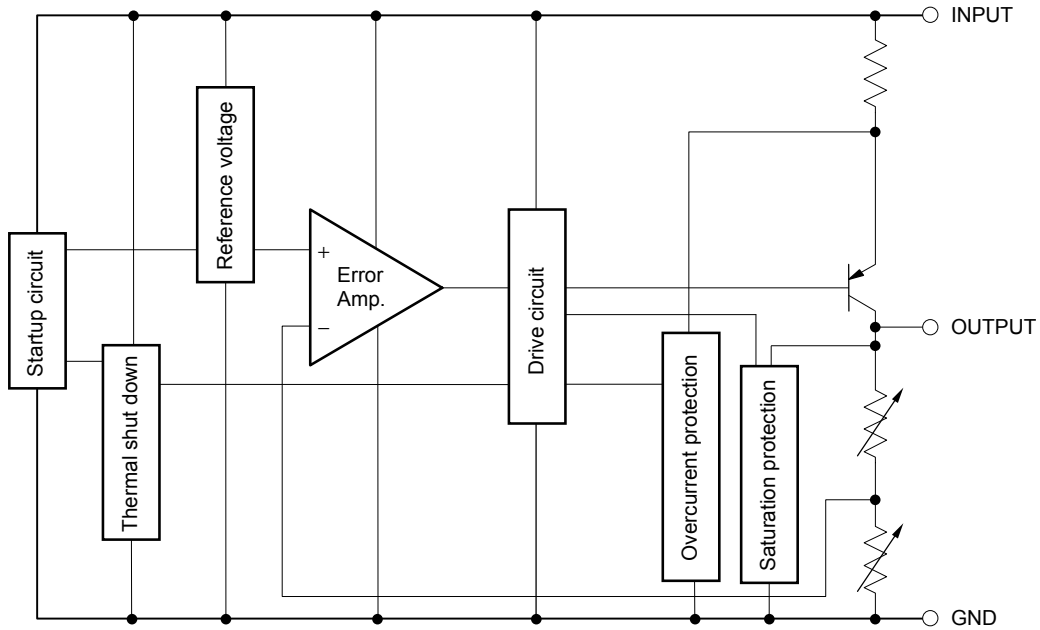 INPUT
Reference voltage
Startup circuit
Thermal shut down
+
Error
Amp.
−
Drive circuit
OUTPUT
Overcurrent protection
Saturation protection
GND